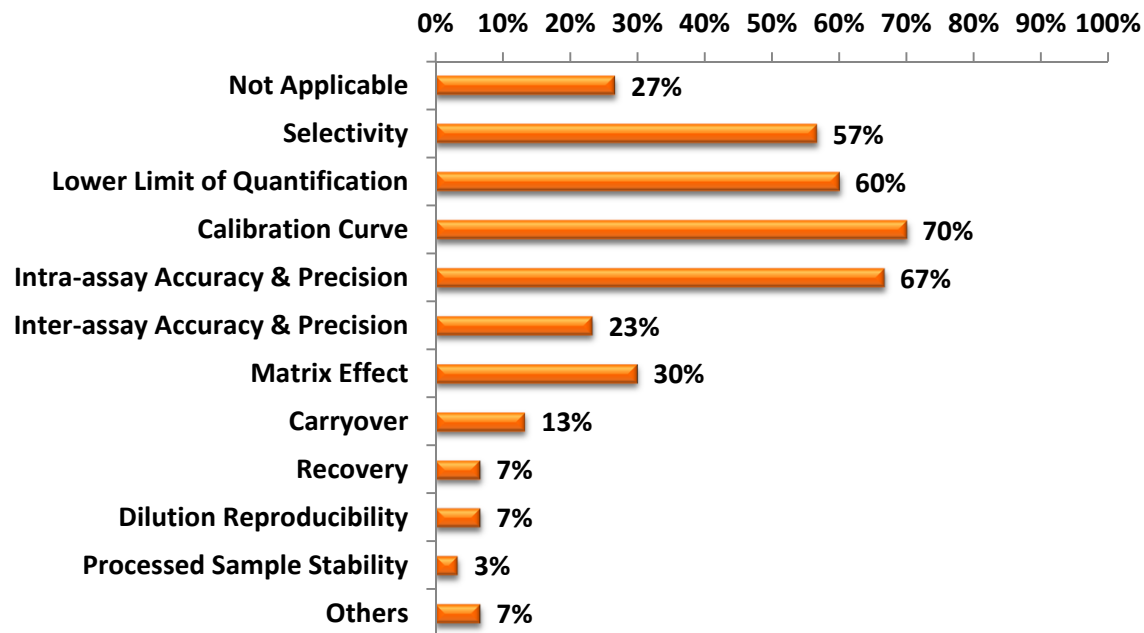 0% 10% 20% 30% 40% 50% 60% 70% 80% 90% 100%
Not Applicable 27%
Selectivity 57%
Lower Limit of Quantification 60%
Calibration Curve 70%
Intra-assay Accuracy & Precision 67%
Inter-assay Accuracy & Precision 23%
Matrix Effect 30%
Carryover 13%
Recovery 7%
Dilution Reproducibility 7%
Processed Sample Stability 3%
Others 7%